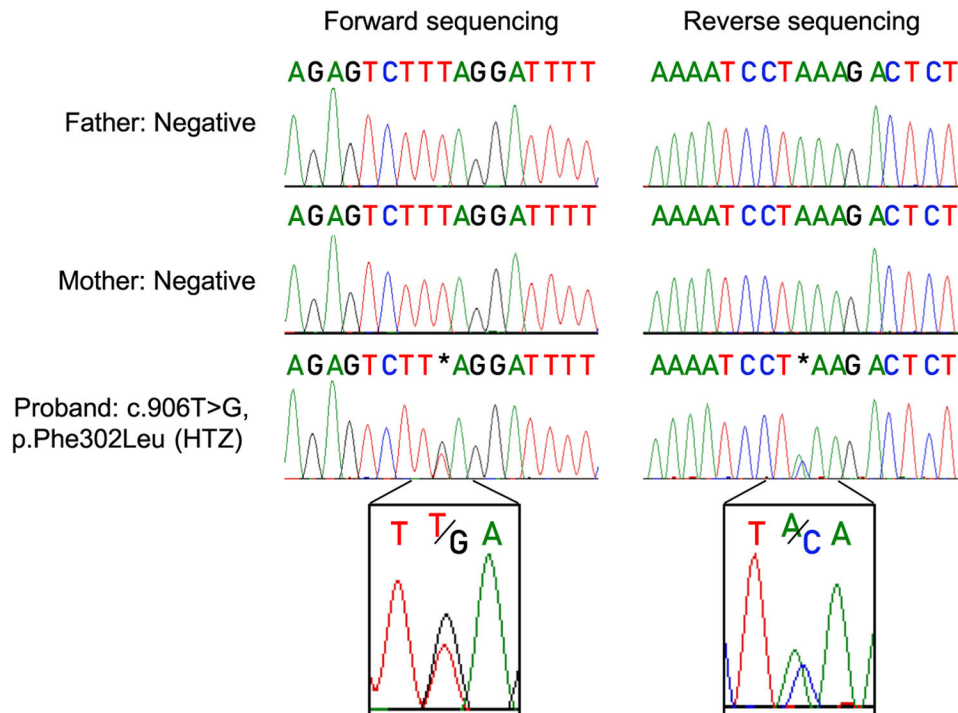 Forward sequencing Reverse sequencing
AGAGTCTTTAGGATTTT AAAATCCTAAAGACTCT
Father: Negative
AGAGTCTTTAGGATTTT AAAATCCTAAAGACTCT
Mother: Negative
AGAGTCTT*AGGATTTT AAAATCCT*AAGACTCT
Proband: c.906T>G,
p.Phe302Leu (HTZ)
T T/G A T A/C A